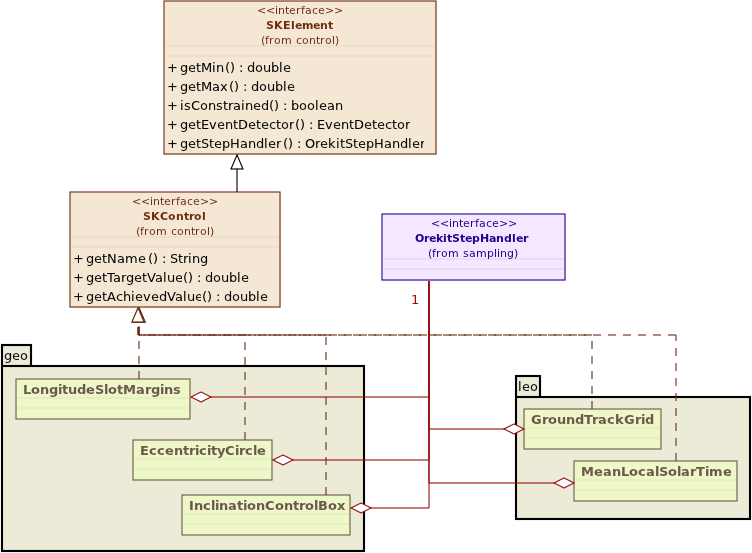 <<interface>>
SKElement
(from control)
+ getMin() : double
+ getMax() : double
+ isConstrained() : boolean
+ getEventDetector() : EventDetector
+ getStepHandler() : OrekitStepHandler
<<interface>>
SKControl
(from control)
+ getName() : String
+ getTargetValue() : double
+ getAchievedValue() : double
<<interface>>
OrekitStepHandler
(from sampling)
1
geo
LongitudeSlotMargins
EccentricityCircle
InclinationControlBox
leo
GroundTrackGrid
MeanLocalSolarTime